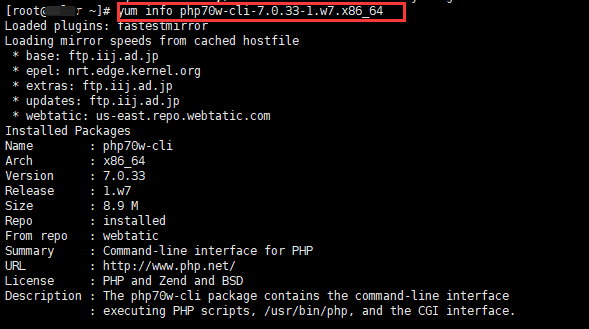 [root@ ~]# yum info php70w-cli-7.0.33-1.w7.x86_64
Loaded plugins: fastestmirror
Loading mirror speeds from cached hostfile
 * base: ftp.iij.ad.jp
 * epel: nrt.edge.kernel.org
 * extras: ftp.iij.ad.jp
 * updates: ftp.iij.ad.jp
 * webtatic: us-east.repo.webtatic.com
Installed Packages
Name        : php70w-cli
Arch        : x86_64
Version     : 7.0.33
Release     : 1.w7
Size        : 8.9 M
Repo        : installed
From repo   : webtatic
Summary     : Command-line interface for PHP
URL         : http://www.php.net/
License     : PHP and Zend and BSD
Description : The php70w-cli package contains the command-line interface
            : executing PHP scripts, /usr/bin/php, and the CGI interface.